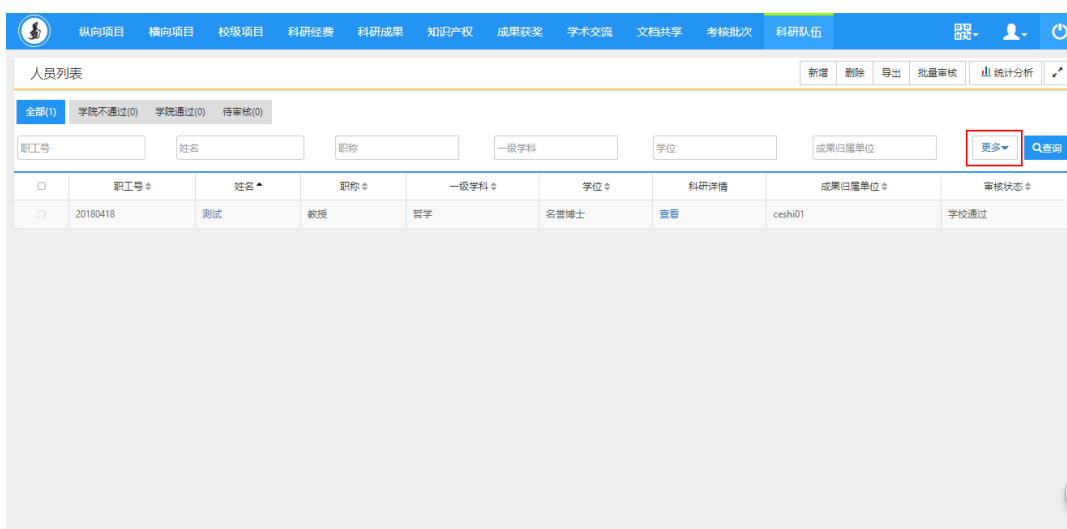 纵向项目 横向项目 校级项目 科研经费 科研成果 知识产权 成果获奖 学术交流 文档共享 考核批次 科研队伍
人员列表 新增 删除 导出 批量审核 统计分析
全部(1) 学院不通过(0) 学院通过(0) 待审核(0)
职工号 姓名 职称 一级学科 学位 成果归属单位 更多 查询
职工号 姓名 职称 一级学科 学位 科研详情 成果归属单位 审核状态
20180418 测试 教授 哲学 名誉博士 查看 ceshi01 学校通过